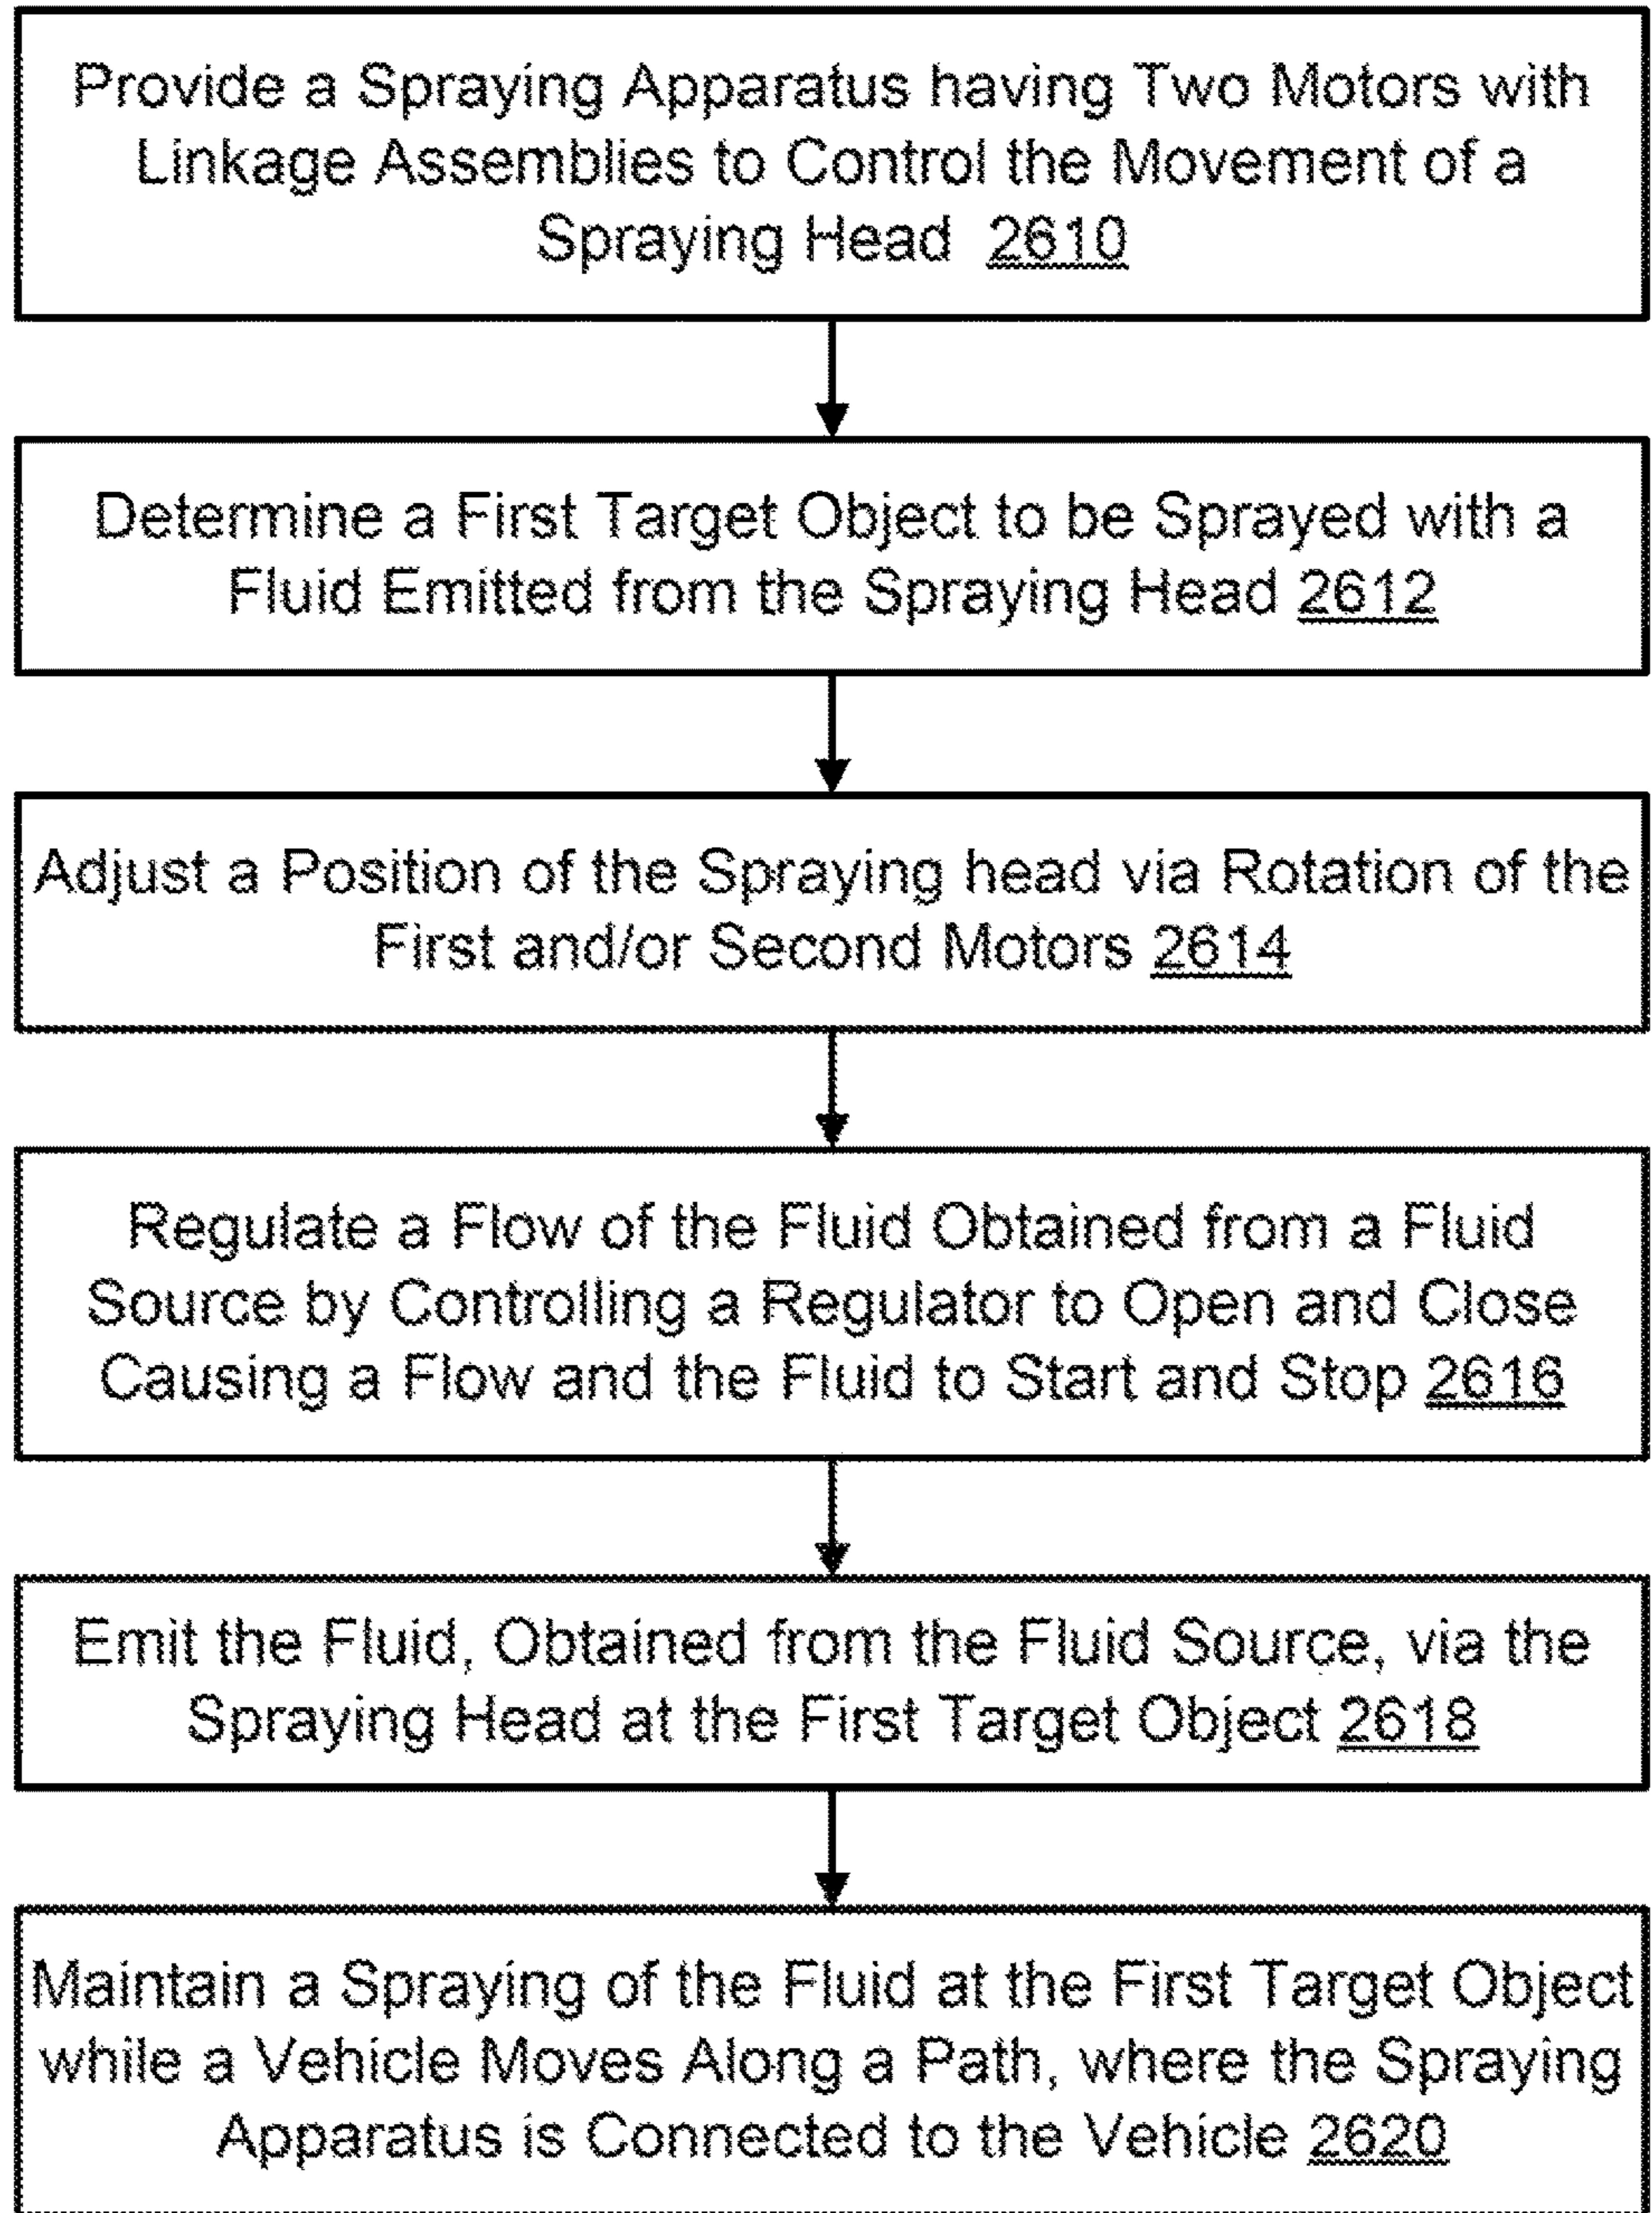 Provide a Spraying Apparatus having Two Motors with
Linkage Assemblies to Control the Movement of a
Spraying Head 2610
Determine a First Target Object to be Sprayed with a
Fluid Emitted from the Spraying Head 2612
Adjust a Position of the Spraying head via Rotation of the
First and/or Second Motors 2614
Regulate a Flow of the Fluid Obtained from a Fluid
Source by Controlling a Regulator to Open and Close
Causing a Flow and the Fluid to Start and Stop 2616
Emit the Fluid, Obtained from the Fluid Source, via the
Spraying Head at the First Target Object 2618
Maintain a Spraying of the Fluid at the First Target Object
while a Vehicle Moves Along a Path, where the Spraying
Apparatus is Connected to the Vehicle 2620